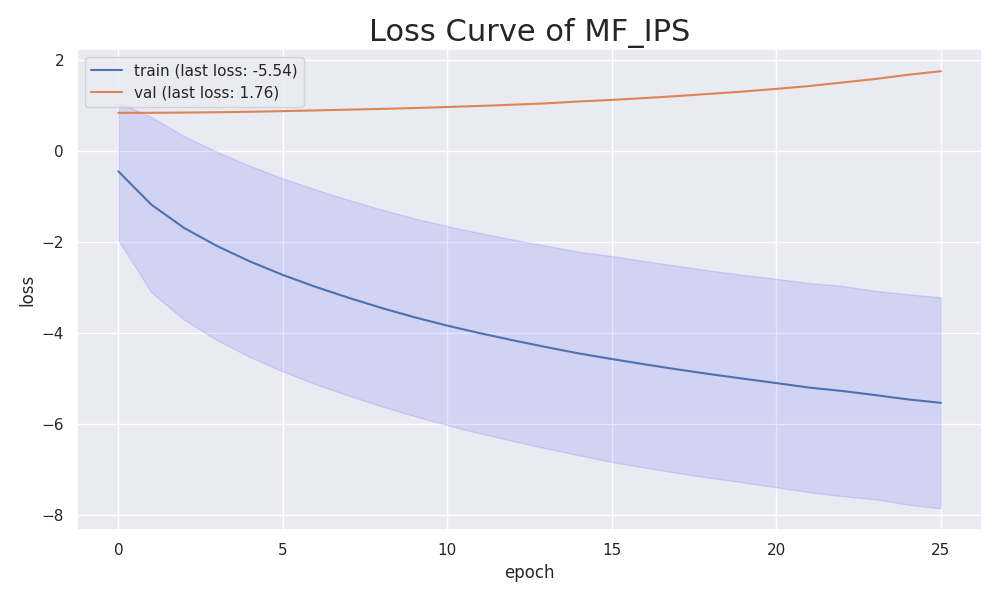 Loss Curve of MF_IPS
train (last loss: -5.54)
val (last loss: 1.76)
2
0
−2
−4
−6
−8
loss
0 5 10 15 20 25
epoch